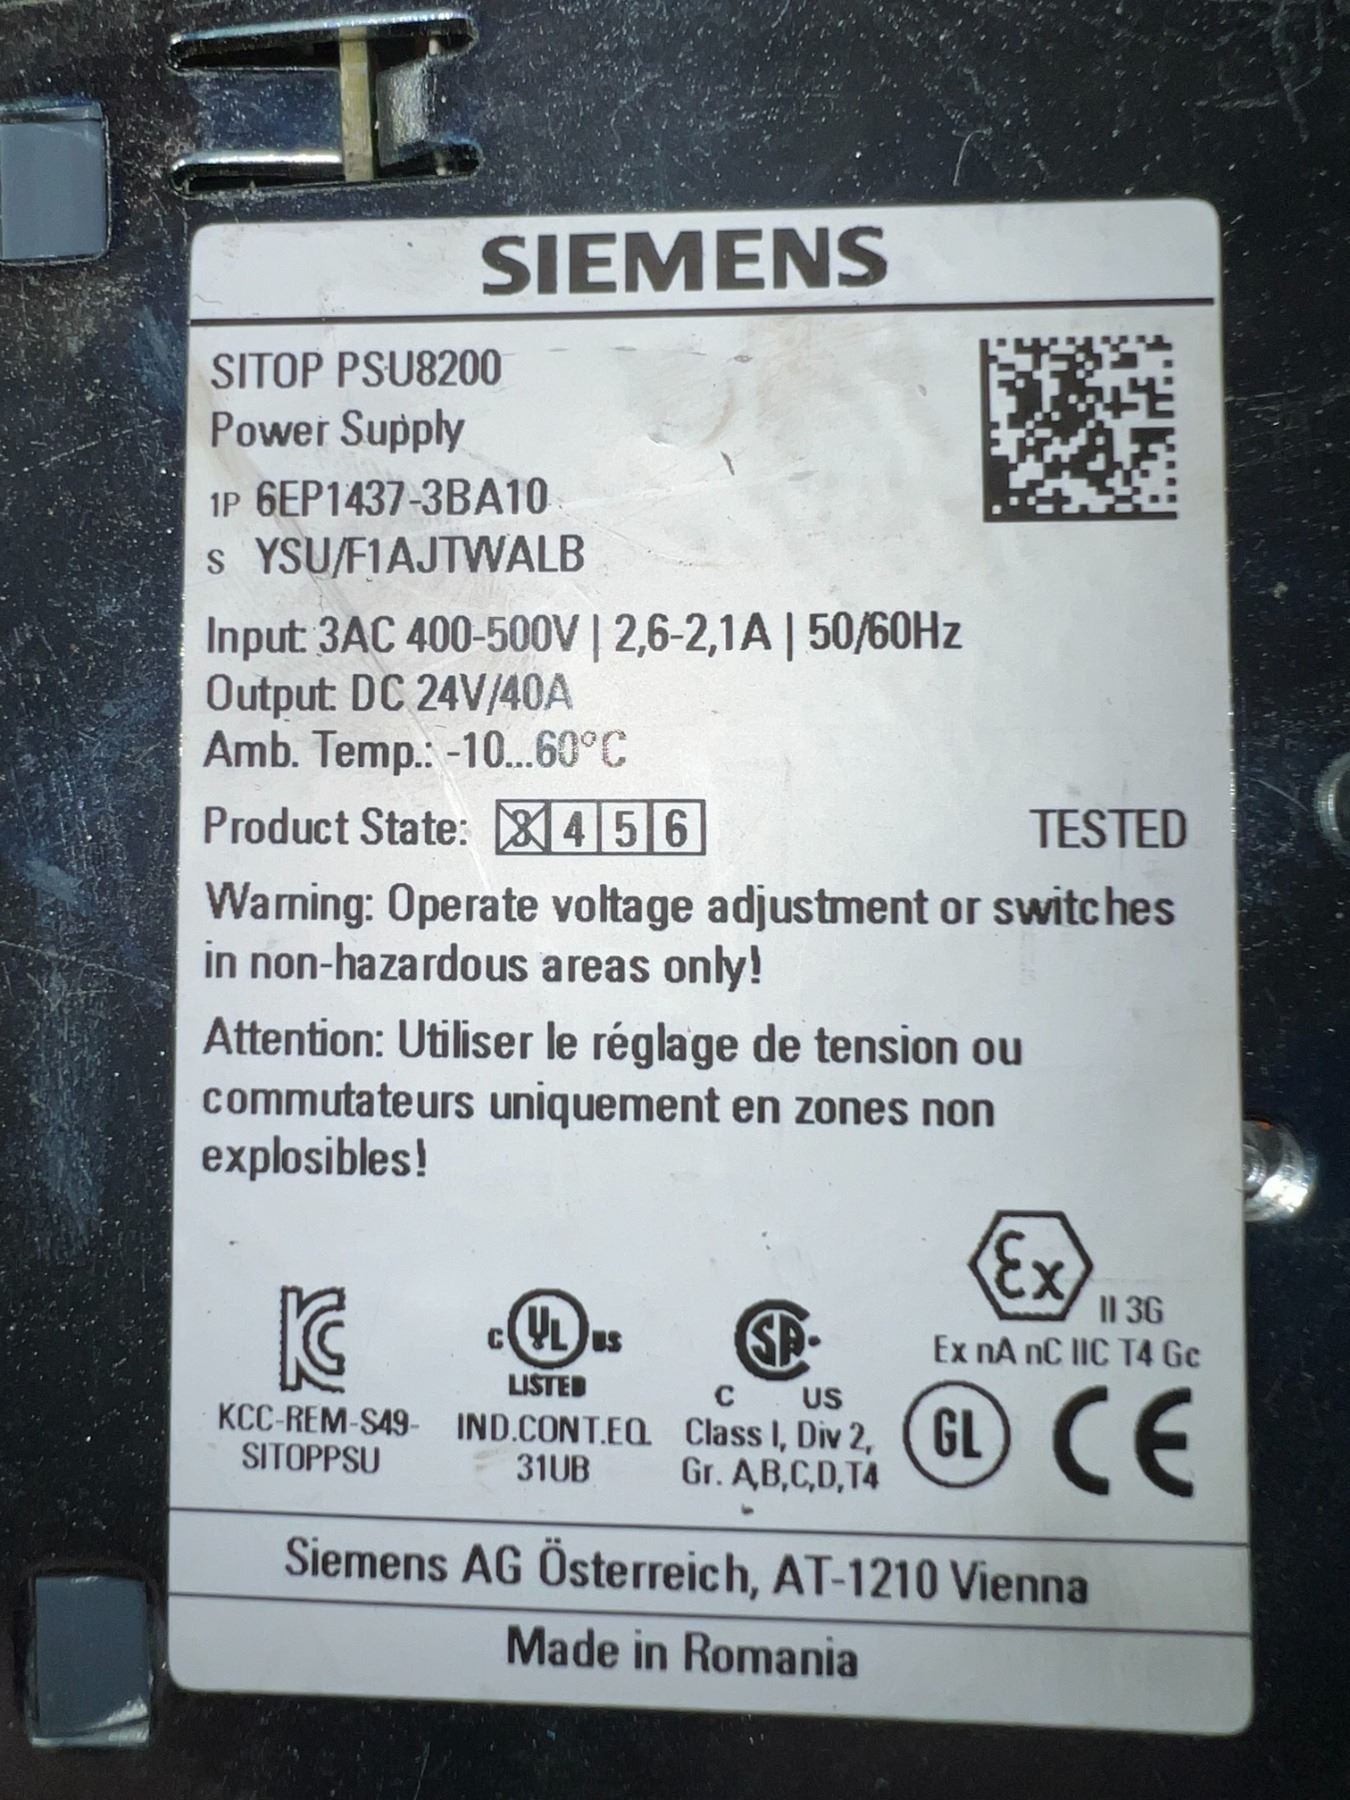 SIEMENS
SITOP PSU8200
Power Supply
1P 6EP1437-3BA10
S YSU/F1AJTWALB
Input: 3AC 400-500V | 2,6-2,1A | 50/60Hz
Output: DC 24V/40A
Amb. Temp.: -10...60°C
Product State: 3 4 5 6 TESTED
Warning: Operate voltage adjustment or switches
in non-hazardous areas only!
Attention: Utiliser le réglage de tension ou
commutateurs uniquement en zones non
explosibles!
Ex II 3G
Ex nA nC IIC T4 Gc
KC
C UL US
LISTED
SA
C US
KCC-REM-S49-
SITOPPSU
IND.CONT.EQ.
31UB
Class I, Div 2,
Gr. A,B,C,D,T4
GL CE
Siemens AG Österreich, AT-1210 Vienna
Made in Romania